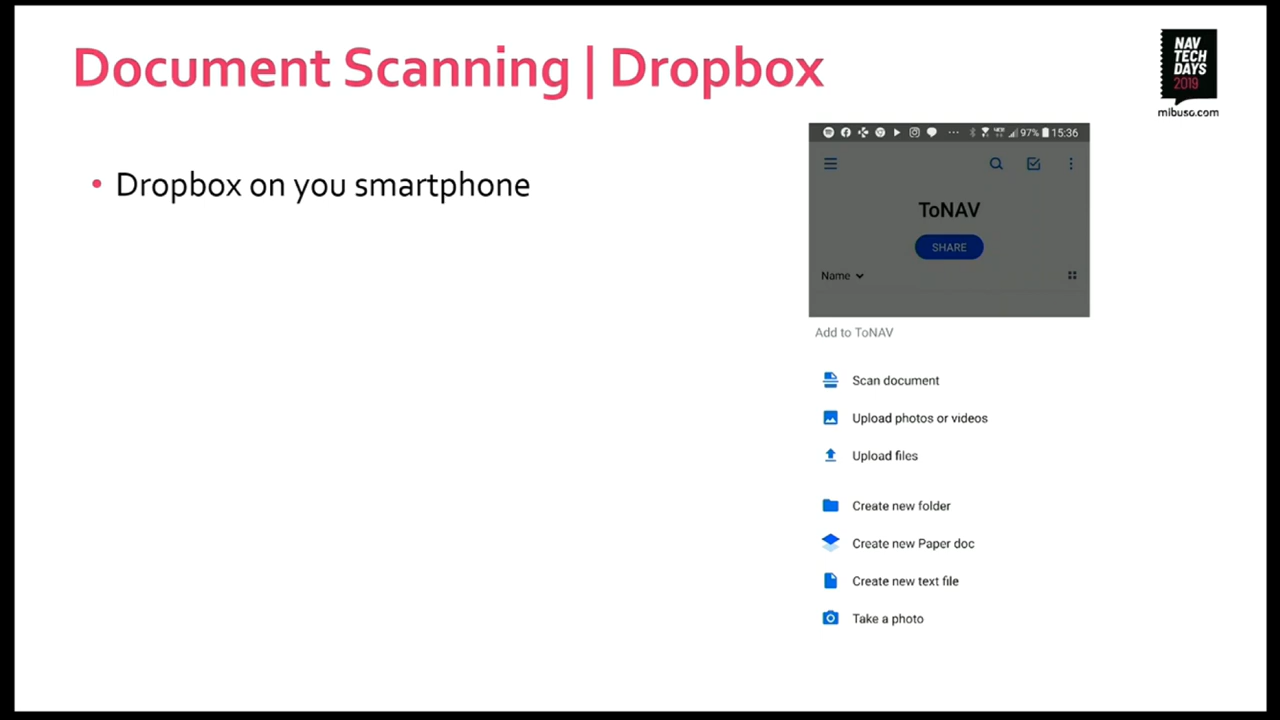 Document Scanning | Dropbox
NAV
TECH
DAYS
2019
mibuso.com
• Dropbox on you smartphone
97% 15:36
ToNAV
SHARE
Name
Add to ToNAV
Scan document
Upload photos or videos
Upload files
Create new folder
Create new Paper doc
Create new text file
Take a photo